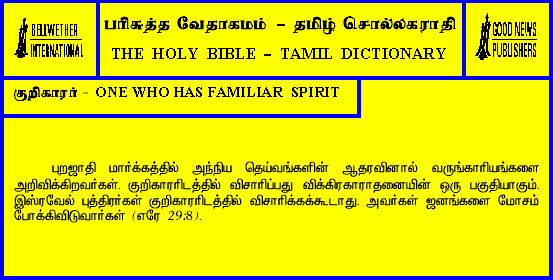 BELLWETHER
INTERNATIONAL
பரிசுத்த வேதாகமம் – தமிழ் சொல்லகராதி
THE HOLY BIBLE – TAMIL DICTIONARY
GOOD NEWS
PUBLISHERS
குறிகாரர் - ONE WHO HAS FAMILIAR SPIRIT
புறஜாதி மார்க்கத்தில் அந்நிய தெய்வங்களின் ஆதரவினால் வருங்காரியங்களை
அறிவிக்கிறவர்கள். குறிகாரரிடத்தில் விசாரிப்பது விக்கிரகாராதனையின் ஒரு பகுதியாகும்.
இஸ்ரவேல் புத்திரர்கள் குறிகாரரிடத்தில் விசாரிக்கக்கூடாது. அவர்கள் ஜனங்களை மோசம்
போக்கிவிடுவார்கள் (எரே 29:8).